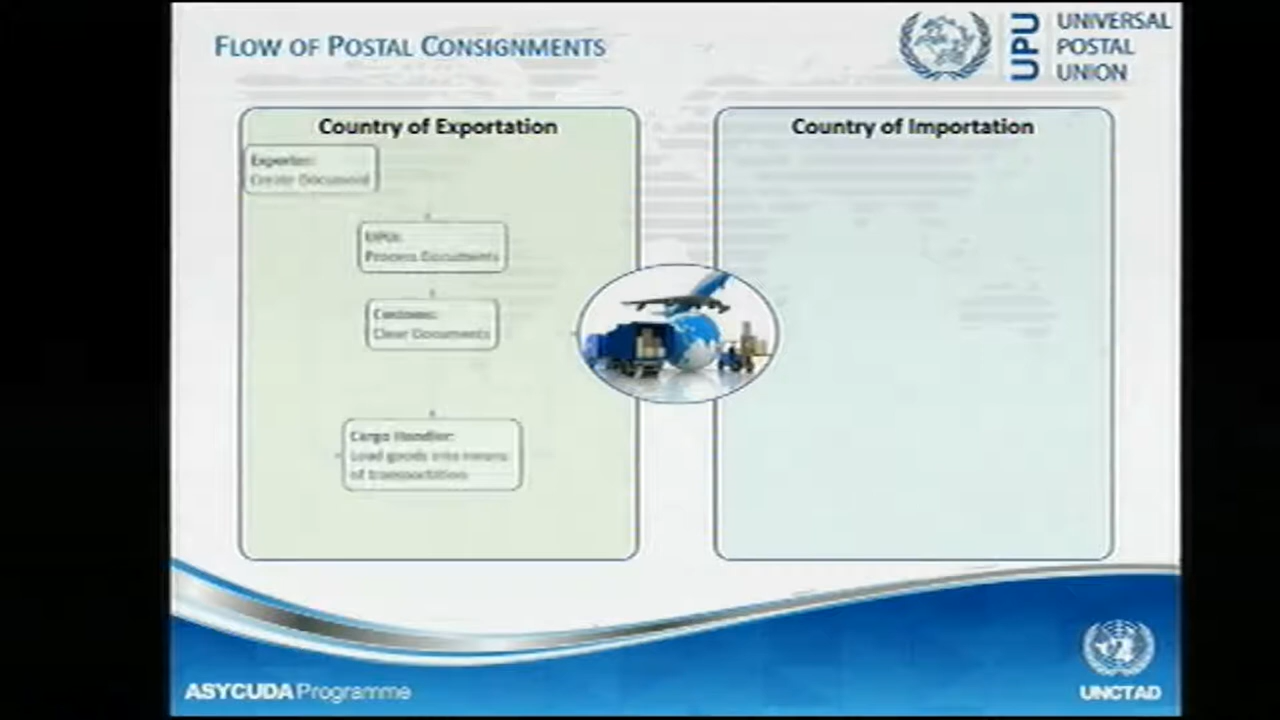 FLOW OF POSTAL CONSIGNMENTS
UPU
UNIVERSAL
POSTAL
UNION
Country of Exportation
Exporter:
Create Document
Process Documents
Customs:
Clear Documents
Cargo Handler:
Load goods into means
of transportation
Country of Importation
ASYCUDA Programme
UNCTAD